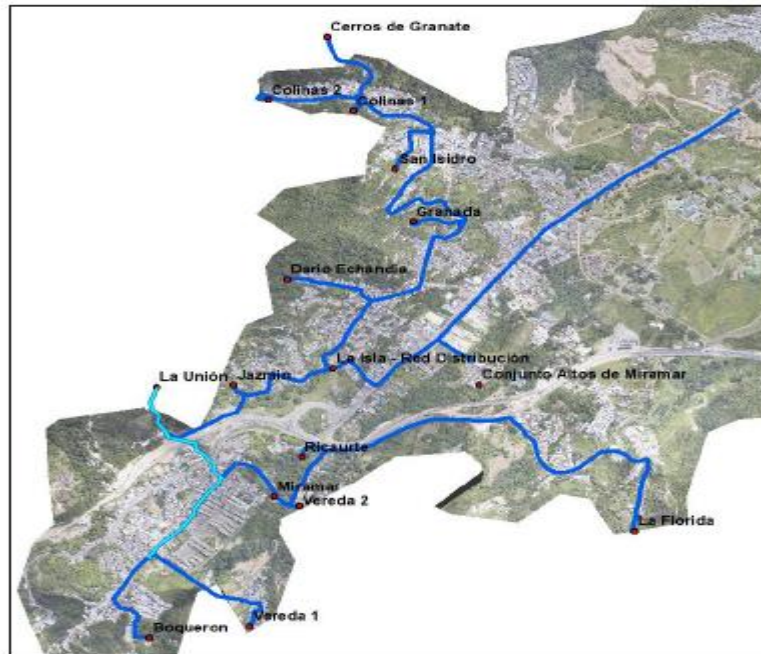 Cerros de Granate
Colinas 2
Colinas 1
San Isidro
Granada
Dario Echandia
La Isla - Red Distribución
La Unión
Jazmin
Conjunto Altos de Miramar
Ricaurte
Miramar
Vereda 2
La Florida
Vereda 1
Boqueron